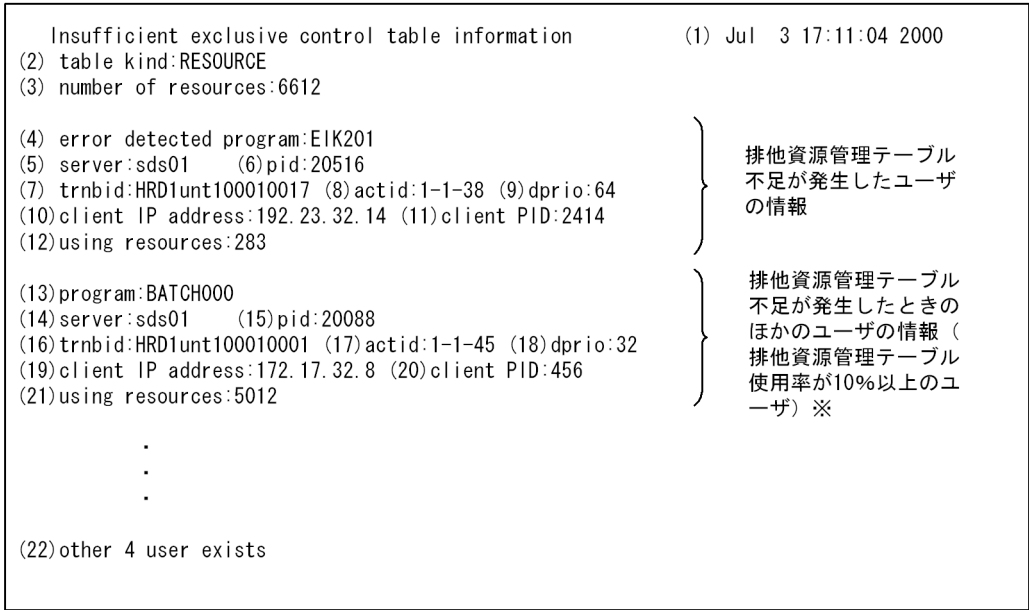 Insufficient exclusive control table information (1) Jul 3 17:11:04 2000
(2) table kind:RESOURCE
(3) number of resources:6612
(4) error detected program:EIK201
(5) server:sds01 (6)pid:20516
(7) trnbid:HRD1unt100010017 (8)actid:1-1-38 (9)dprio:64
(10)client IP address:192.23.32.14 (11)client PID:2414
(12)using resources:283
排他資源管理テーブル
不足が発生したユーザ
の情報
(13)program:BATCH000
(14)server:sds01 (15)pid:20088
(16)trnbid:HRD1unt100010001 (17)actid:1-1-45 (18)dprio:32
(19)client IP address:172.17.32.8 (20)client PID:456
(21)using resources:5012
排他資源管理テーブル
不足が発生したときの
ほかのユーザの情報（
排他資源管理テーブル
使用率が10%以上のユ
ーザ）※
.
.
.
(22)other 4 user exists